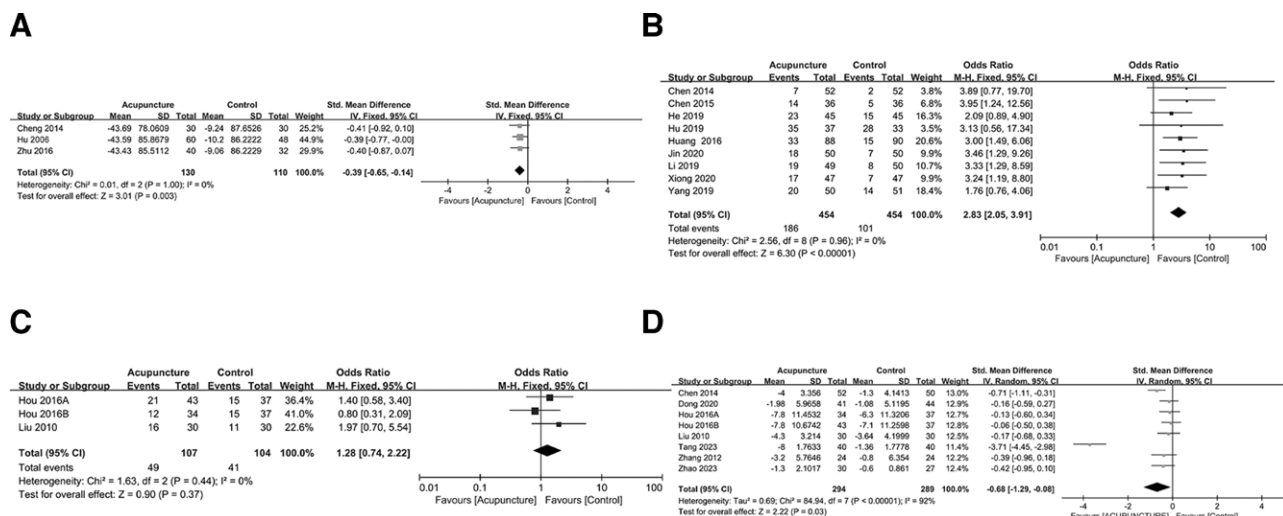 A
Acupuncture Control Std. Mean Difference Std. Mean Difference
Study or Subgroup Mean SD Total Mean SD Total Weight IV, Fixed, 95% CI IV, Fixed, 95% CI
Cheng 2014 -43.69 78.0609 30 -9.24 87.6526 30 25.2% -0.41 [-0.92, 0.10]
Hu 2006 -43.59 85.8679 60 -10.2 86.2222 48 44.9% -0.39 [-0.77, -0.00]
Zhu 2016 -43.43 85.5112 40 -9.06 86.2229 32 29.9% -0.40 [-0.87, 0.07]
Total (95% CI) 130 110 100.0% -0.39 [-0.65, -0.14]
Heterogeneity: Chi² = 0.01, df = 2 (P = 1.00); I² = 0%
Test for overall effect: Z = 3.01 (P = 0.003)
-4 -2 0 2 4
Favours [Acupuncture] Favours [Control]
B
Acupuncture Control Odds Ratio Odds Ratio
Study or Subgroup Events Total Events Total Weight M-H, Fixed, 95% CI M-H, Fixed, 95% CI
Chen 2014 7 52 2 52 3.8% 3.89 [0.77, 19.70]
Chen 2015 14 36 5 36 6.8% 3.95 [1.24, 12.56]
He 2019 23 45 15 45 16.4% 2.09 [0.89, 4.90]
Hu 2019 35 37 28 33 3.7% 3.13 [0.56, 17.34]
Huang 2016 33 88 15 90 20.6% 3.00 [1.49, 6.06]
Jin 2020 18 50 7 50 9.9% 3.46 [1.29, 9.26]
Li 2019 19 49 8 50 10.7% 3.33 [1.29, 8.59]
Xiong 2020 17 47 7 47 9.9% 3.24 [1.19, 8.80]
Yang 2019 20 50 14 51 18.4% 1.76 [0.76, 4.06]
Total (95% CI) 454 454 100.0% 2.83 [2.05, 3.91]
Total events 186 101
Heterogeneity: Chi² = 2.56, df = 8 (P = 0.96); I² = 0%
Test for overall effect: Z = 6.30 (P < 0.00001)
0.01 0.1 1 10 100
Favours [Acupuncture] Favours [Control]
C
Acupuncture Control Odds Ratio Odds Ratio
Study or Subgroup Events Total Events Total Weight M-H, Fixed, 95% CI M-H, Fixed, 95% CI
Hou 2016A 21 43 15 37 36.4% 1.40 [0.58, 3.40]
Hou 2016B 12 34 15 37 41.0% 0.80 [0.31, 2.09]
Liu 2010 16 30 11 30 22.6% 1.97 [0.70, 5.54]
Total (95% CI) 107 104 100.0% 1.28 [0.74, 2.22]
Total events 49 41
Heterogeneity: Chi² = 1.63, df = 2 (P = 0.44); I² = 0%
Test for overall effect: Z = 0.90 (P = 0.37)
0.01 0.1 1 10 100
Favours [Acupuncture] Favours [Control]
D
Acupuncture Control Std. Mean Difference Std. Mean Difference
Study or Subgroup Mean SD Total Mean SD Total Weight IV, Random, 95% CI IV, Random, 95% CI
Chen 2014 -4 3.356 52 -1.3 4.1413 50 13.0% -0.71 [-1.11, -0.31]
Dong 2020 -1.98 5.9658 41 -1.08 5.1195 44 12.9% -0.16 [-0.59, 0.27]
Hou 2016A -7.8 11.4532 34 -6.3 11.3206 37 12.7% -0.13 [-0.60, 0.34]
Hou 2016B -7.8 10.6742 43 -7.1 11.2598 37 12.8% -0.06 [-0.50, 0.38]
Liu 2010 -4.3 3.214 30 -3.64 4.1999 30 12.6% -0.17 [-0.68, 0.33]
Tang 2023 -8 1.7633 40 -1.36 1.7778 40 11.4% -3.71 [-4.45, -2.98]
Zhang 2012 -3.2 5.7646 24 -0.8 6.354 24 12.2% -0.39 [-0.96, 0.18]
Zhao 2023 -1.3 2.1017 30 -0.6 0.861 27 12.4% -0.42 [-0.95, 0.10]
Total (95% CI) 294 289 100.0% -0.68 [-1.29, -0.08]
Heterogeneity: Tau² = 0.69; Chi² = 84.94, df = 7 (P < 0.00001); I² = 92%
Test for overall effect: Z = 2.22 (P = 0.03)
-4 -2 0 2 4
Favours [ACUPUNCTURE] Favours [Control]